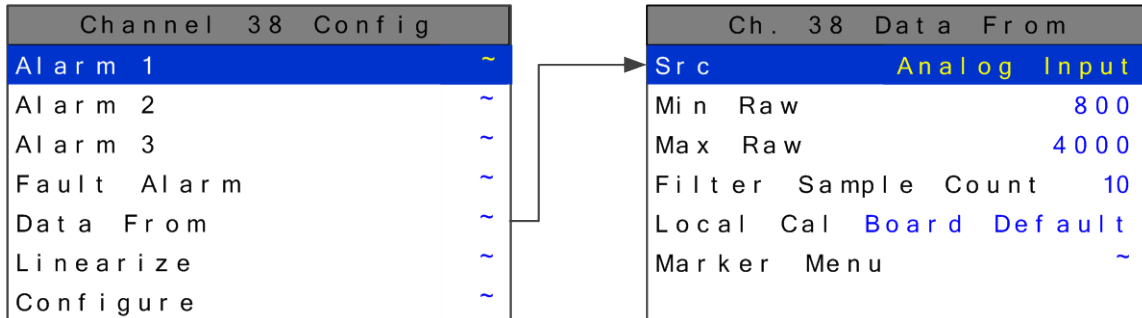 Channel 38 Config
Alarm 1 ~
Alarm 2 ~
Alarm 3 ~
Fault Alarm ~
Data From ~
Linearize ~
Configure ~
Ch. 38 Data From
Src Analog Input
Min Raw 800
Max Raw 4000
Filter Sample Count 10
Local Cal Board Default
Marker Menu ~